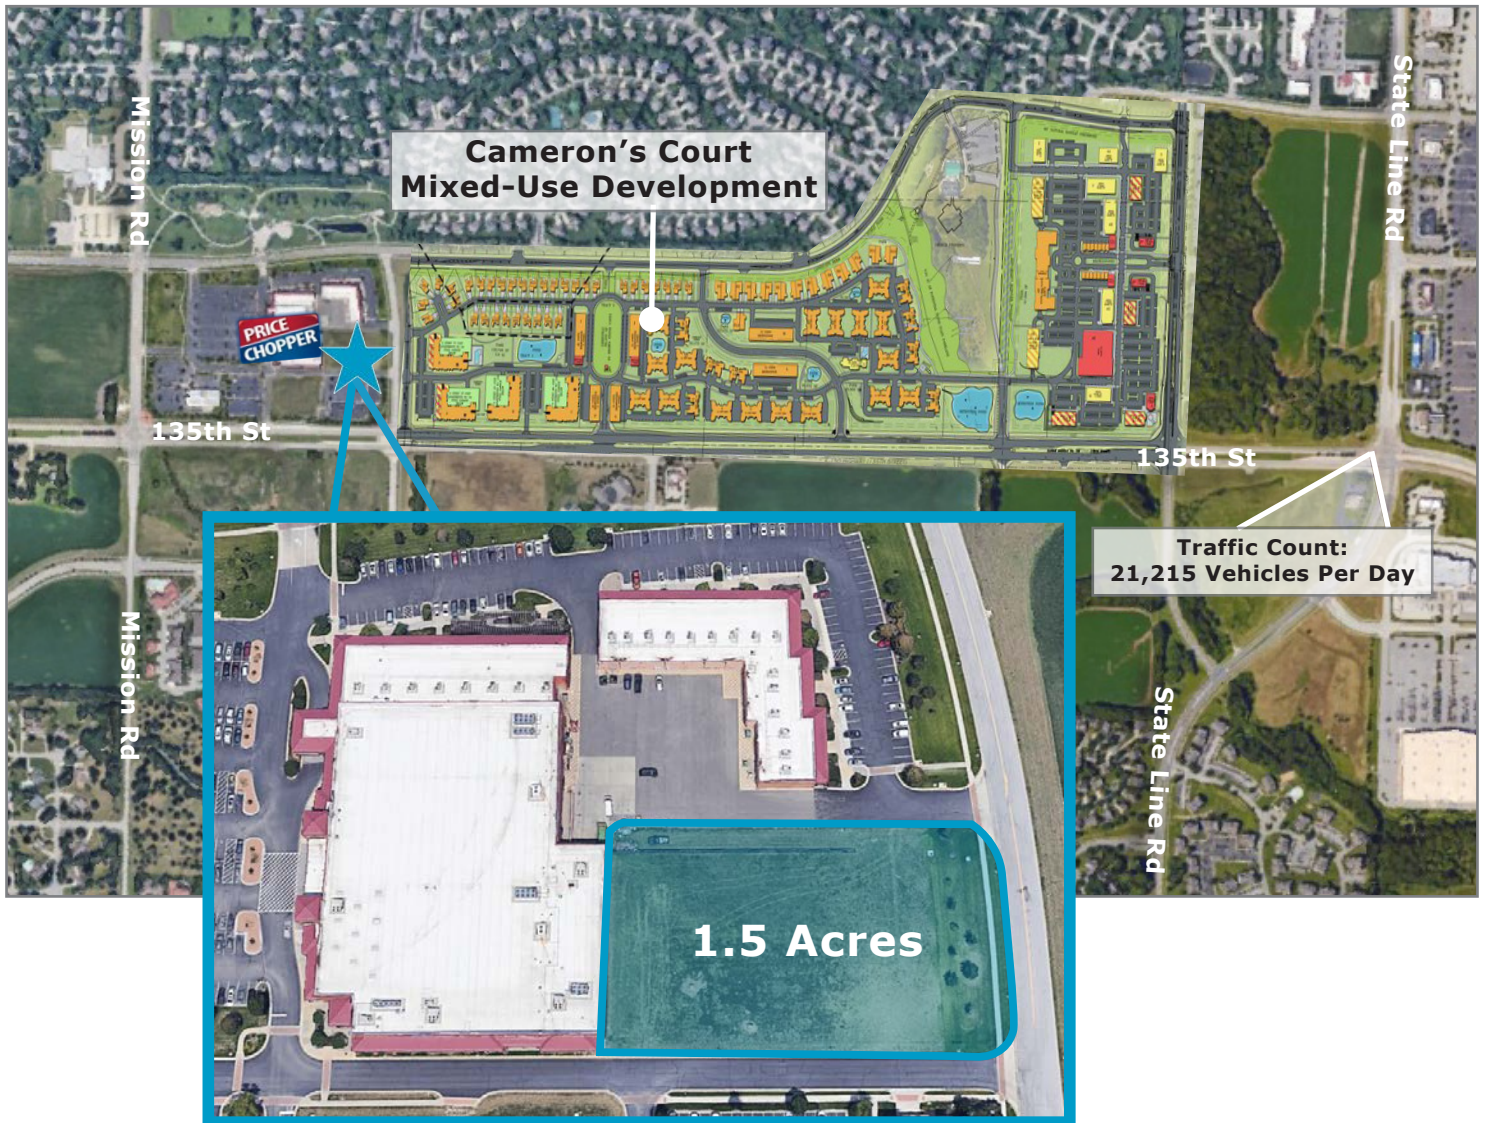 Mission Rd
State Line Rd
Cameron’s Court
Mixed-Use Development
PRICE
CHOPPER
135th St
135th St
Traffic Count:
21,215 Vehicles Per Day
Mission Rd
State Line Rd
1.5 Acres